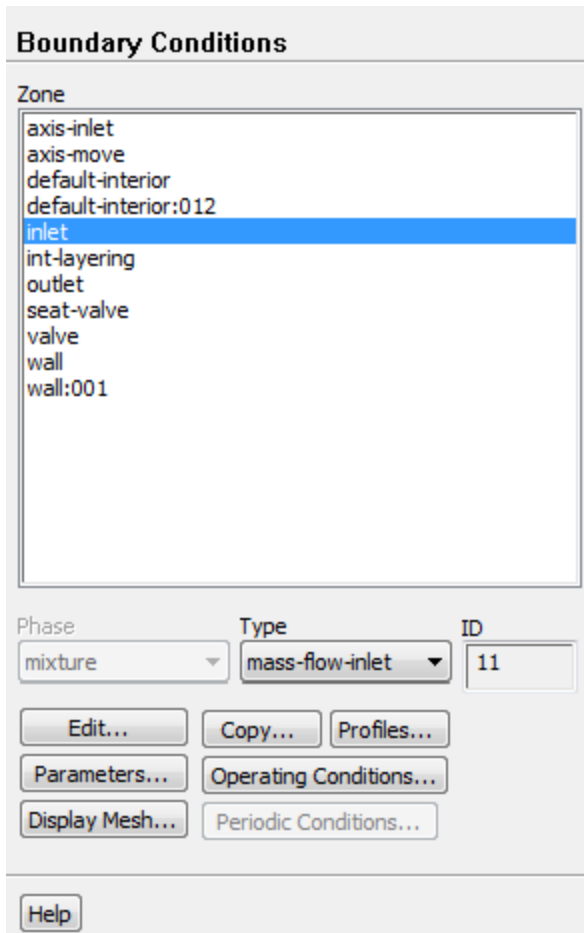 Boundary Conditions
Zone
axis-inlet
axis-move
default-interior
default-interior:012
inlet
int-layering
outlet
seat-valve
valve
wall
wall:001
Phase Type ID
mixture mass-flow-inlet 11
Edit... Copy... Profiles...
Parameters... Operating Conditions...
Display Mesh... Periodic Conditions...
Help